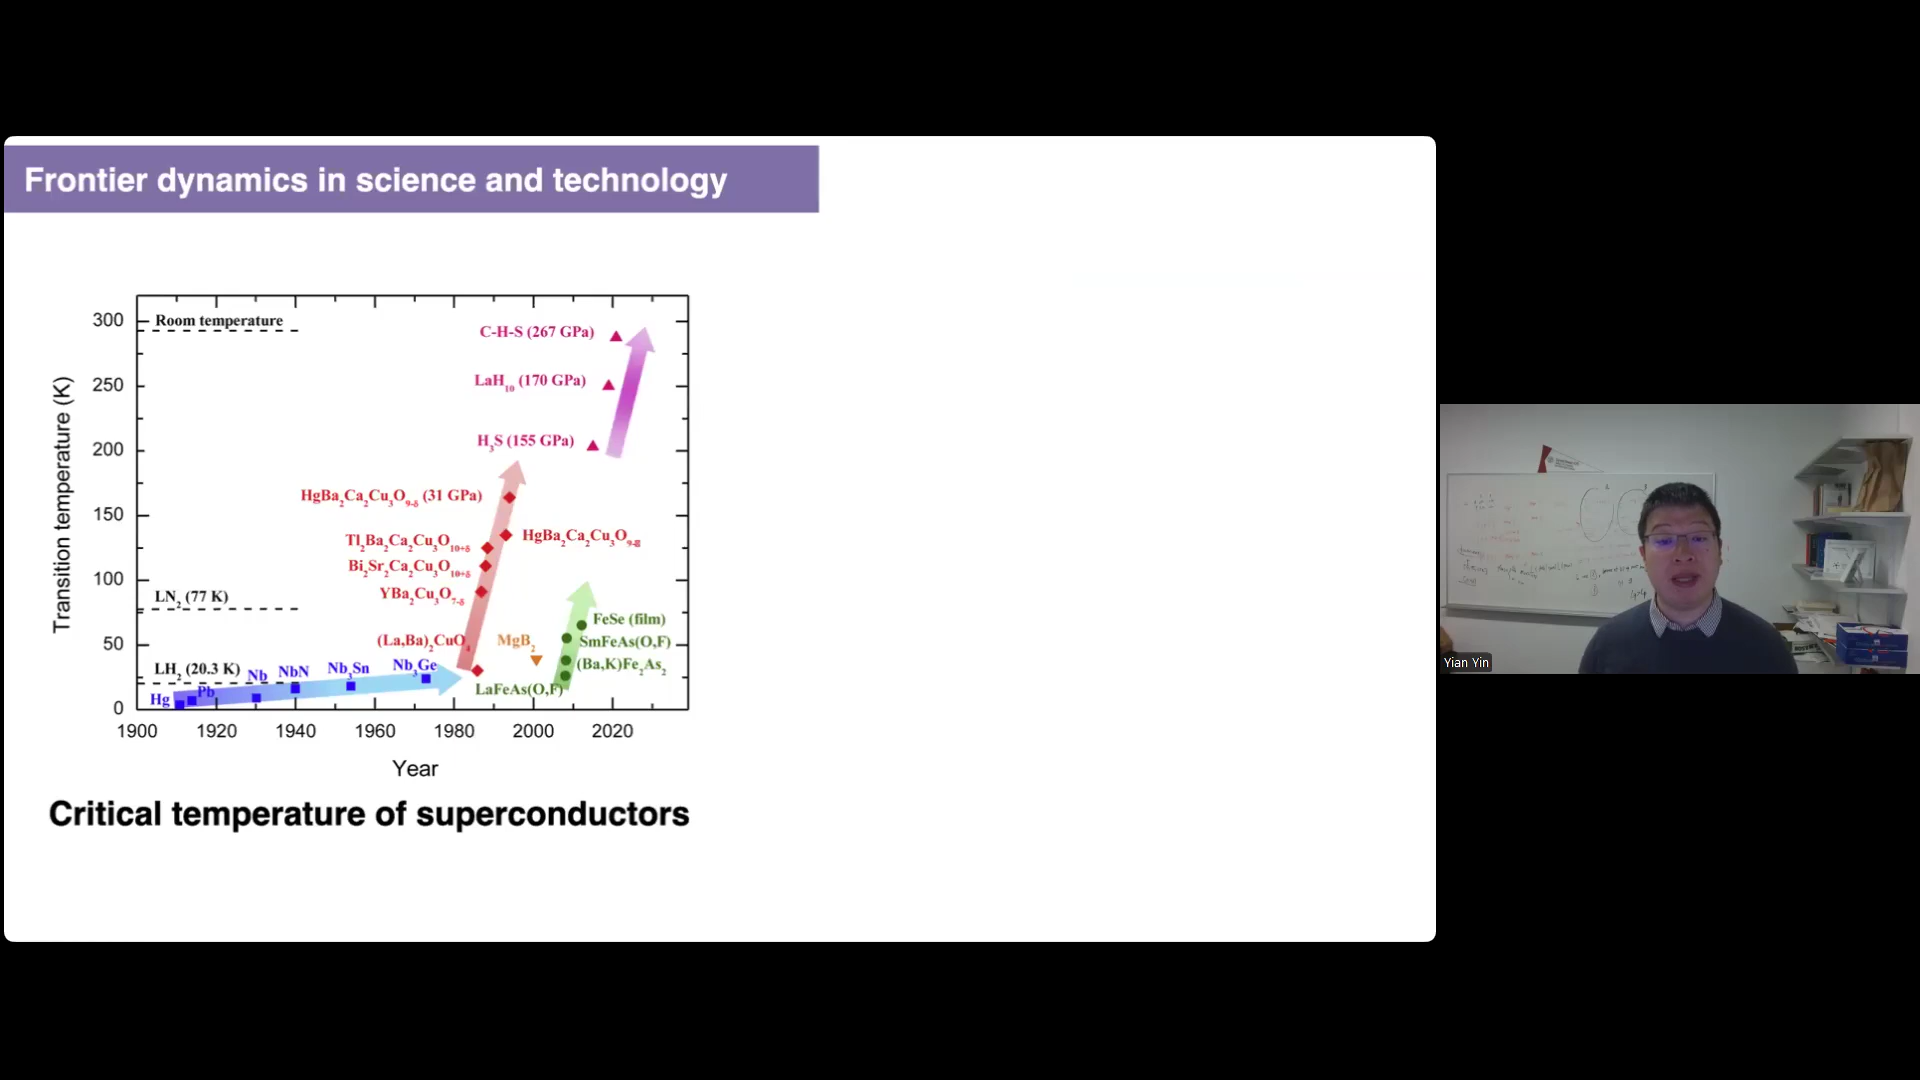 Frontier dynamics in science and technology
300
250
200
150
100
50
0
Transition temperature (K)
Room temperature
C-H-S (267 GPa)
LaH10 (170 GPa)
H3S (155 GPa)
HgBa2Ca2Cu3O9-δ (31 GPa)
HgBa2Ca2Cu3O9-δ
Tl2Ba2Ca2Cu3O10+δ
Bi2Sr2Ca2Cu3O10+δ
YBa2Cu3O7-δ
LN2 (77 K)
FeSe (film)
(La,Ba)2CuO4
MgB2
SmFeAs(O,F)
LH2 (20.3 K)
Nb
NbN
Nb3Sn
Nb3Ge
(Ba,K)Fe2As2
Hg
Pb
LaFeAs(O,F)
1900
1920
1940
1960
1980
2000
2020
Year
Critical temperature of superconductors
Yian Yin